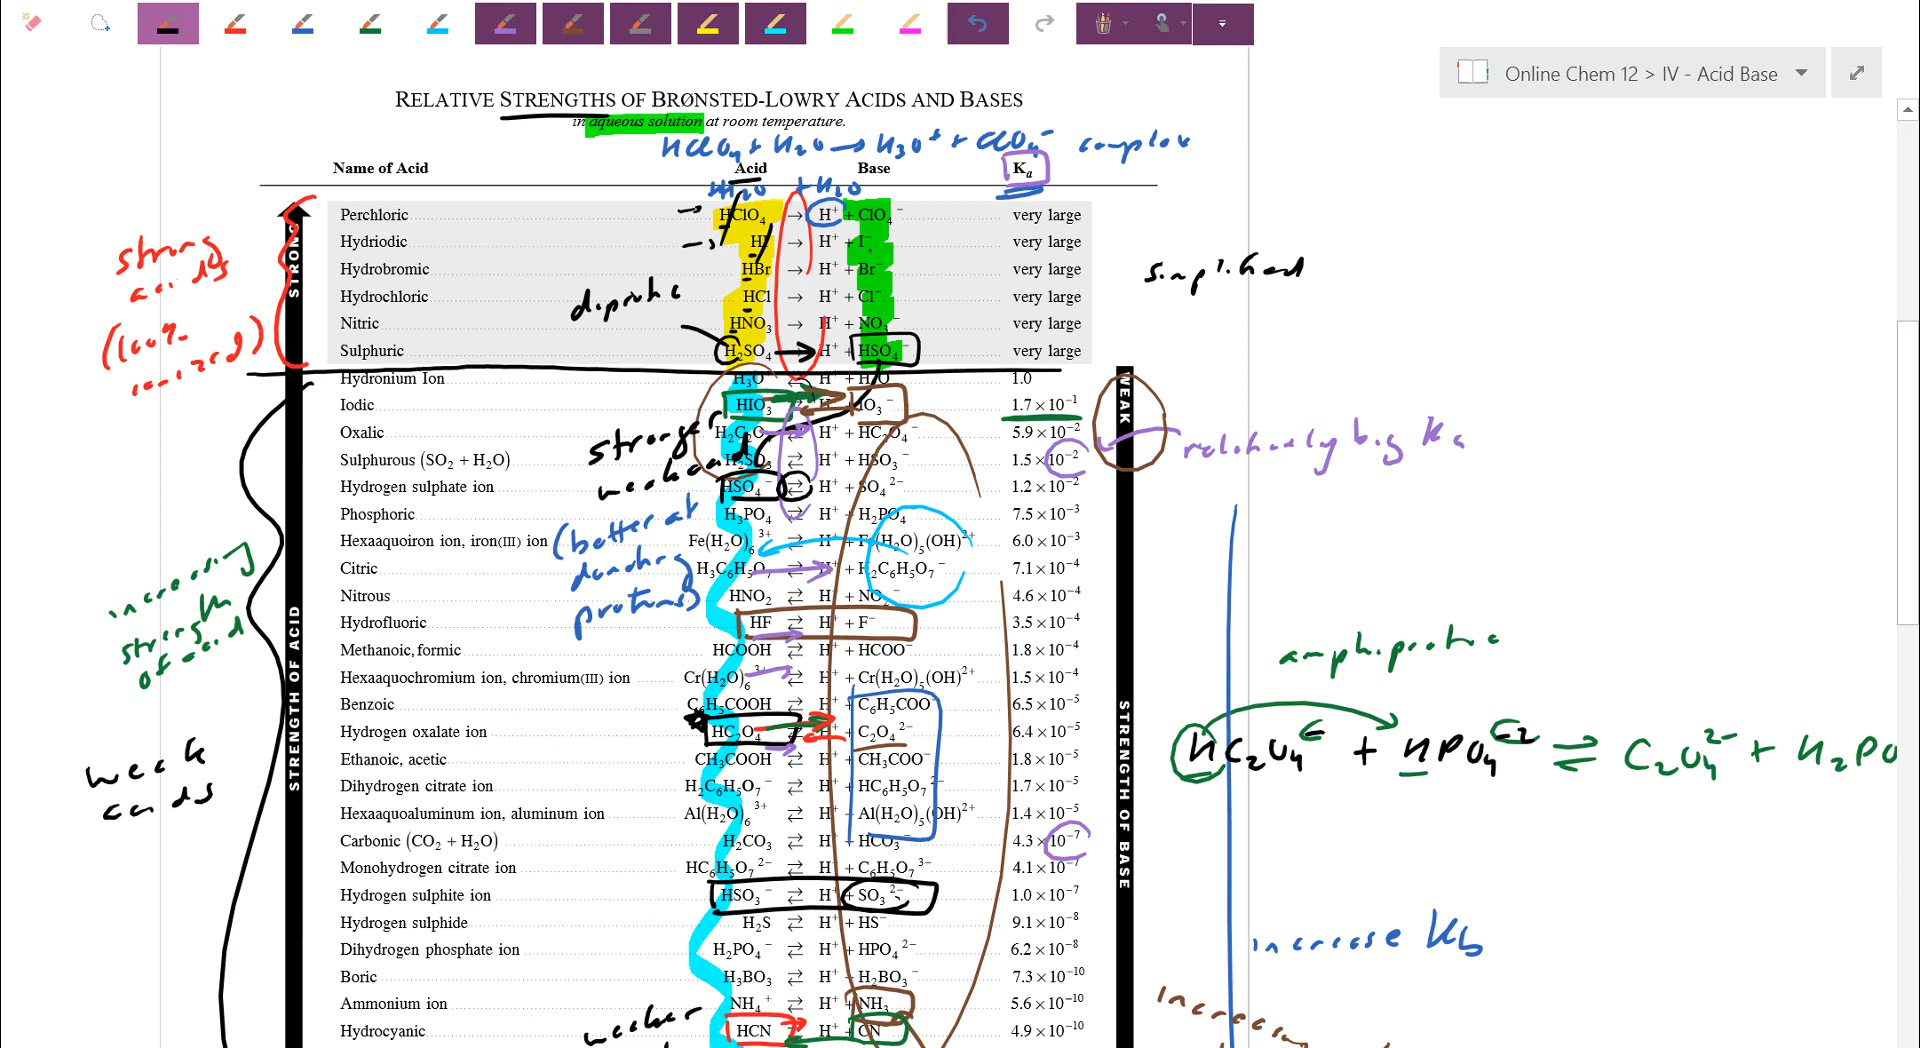 Online Chem 12 > IV - Acid Base
RELATIVE STRENGTHS OF BRØNSTED-LOWRY ACIDS AND BASES
in aqueous solution at room temperature.
HClO₄ + H₂O → H₃O⁺ + ClO₄⁻ complex
Name of Acid Acid Base Kₐ
+ H₂O
STRONG
Perchloric HClO₄ → H⁺ + ClO₄⁻ very large
Hydriodic HI → H⁺ + I⁻ very large
Hydrobromic HBr → H⁺ + Br⁻ very large
Hydrochloric HCl → H⁺ + Cl⁻ very large
Nitric HNO₃ → H⁺ + NO₃⁻ very large
Sulphuric H₂SO₄ → H⁺ + HSO₄⁻ very large
strong
acids
(100%
ionized)
diprotic
simplified
WEAK
Hydronium Ion H₃O⁺ ⇄ H⁺ + H₂O 1.0
Iodic HIO₃ ⇄ H⁺ + IO₃⁻ 1.7×10⁻¹
Oxalic H₂C₂O₄ ⇄ H⁺ + HC₂O₄⁻ 5.9×10⁻²
Sulphurous (SO₂ + H₂O) H₂SO₃ ⇄ H⁺ + HSO₃⁻ 1.5×10⁻²
Hydrogen sulphate ion HSO₄⁻ ⇄ H⁺ + SO₄²⁻ 1.2×10⁻²
Phosphoric H₃PO₄ ⇄ H⁺ + H₂PO₄⁻ 7.5×10⁻³
Hexaaquoiron ion, iron(III) ion Fe(H₂O)₆³⁺ ⇄ H⁺ + Fe(H₂O)₅(OH)²⁺ 6.0×10⁻³
Citric H₃C₆H₅O₇ ⇄ H⁺ + H₂C₆H₅O₇⁻ 7.1×10⁻⁴
Nitrous HNO₂ ⇄ H⁺ + NO₂⁻ 4.6×10⁻⁴
Hydrofluoric HF ⇄ H⁺ + F⁻ 3.5×10⁻⁴
Methanoic, formic HCOOH ⇄ H⁺ + HCOO⁻ 1.8×10⁻⁴
Hexaaquochromium ion, chromium(III) ion Cr(H₂O)₆³⁺ ⇄ H⁺ + Cr(H₂O)₅(OH)²⁺ 1.5×10⁻⁴
Benzoic C₆H₅COOH ⇄ H⁺ + C₆H₅COO⁻ 6.5×10⁻⁵
Hydrogen oxalate ion HC₂O₄⁻ ⇄ H⁺ + C₂O₄²⁻ 6.4×10⁻⁵
Ethanoic, acetic CH₃COOH ⇄ H⁺ + CH₃COO⁻ 1.8×10⁻⁵
Dihydrogen citrate ion H₂C₆H₅O₇⁻ ⇄ H⁺ + HC₆H₅O₇²⁻ 1.7×10⁻⁵
Hexaaquoaluminum ion, aluminum ion Al(H₂O)₆³⁺ ⇄ H⁺ + Al(H₂O)₅(OH)²⁺ 1.4×10⁻⁵
Carbonic (CO₂ + H₂O) H₂CO₃ ⇄ H⁺ + HCO₃⁻ 4.3×10⁻⁷
Monohydrogen citrate ion HC₆H₅O₇²⁻ ⇄ H⁺ + C₆H₅O₇³⁻ 4.1×10⁻⁷
Hydrogen sulphite ion HSO₃⁻ ⇄ H⁺ + SO₃²⁻ 1.0×10⁻⁷
Hydrogen sulphide H₂S ⇄ H⁺ + HS⁻ 9.1×10⁻⁸
Dihydrogen phosphate ion H₂PO₄⁻ ⇄ H⁺ + HPO₄²⁻ 6.2×10⁻⁸
Boric H₃BO₃ ⇄ H⁺ + H₂BO₃⁻ 7.3×10⁻¹⁰
Ammonium ion NH₄⁺ ⇄ H⁺ + NH₃ 5.6×10⁻¹⁰
Hydrocyanic HCN ⇄ H⁺ + CN⁻ 4.9×10⁻¹⁰
STRENGTH OF ACID
STRENGTH OF BASE
stronger
weak acid
(better at
donating
protons)
relatively big Ka
increasing
strength
of acid
weak
acids
amphiprotic
HC₂O₄⁻ + HPO₄⁻² ⇌ C₂O₄²⁻ + H₂PO
increase Kb
weaker